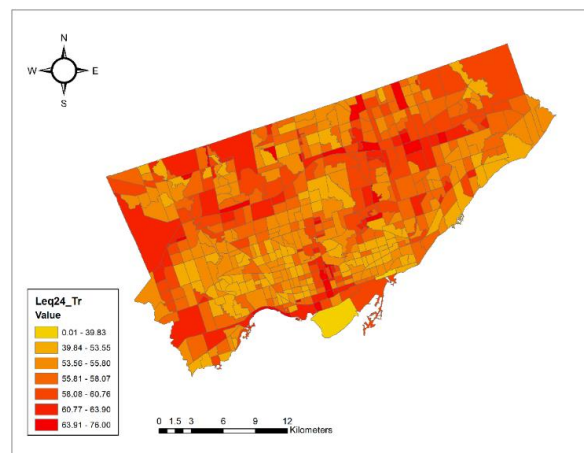 N
W E
S
Leq24_Tr
Value
0.01 - 39.83
39.84 - 53.55
53.56 - 55.80
55.81 - 58.07
58.08 - 60.76
60.77 - 63.90
63.91 - 76.00
0 1.5 3 6 9 12
Kilometers